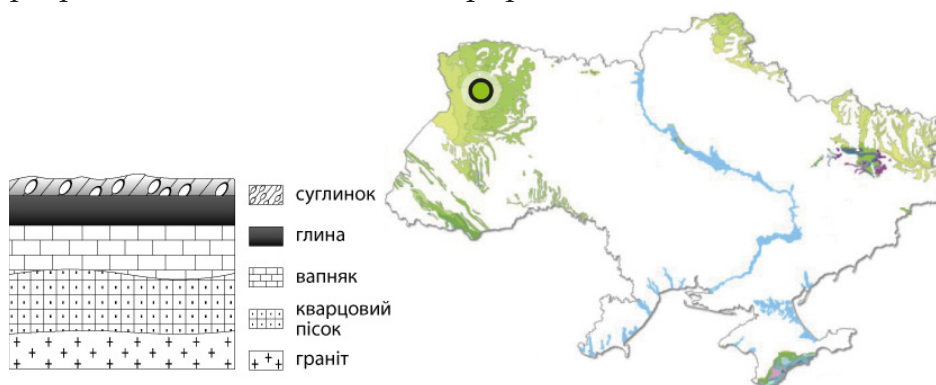 суглинок
глина
вапняк
кварцовий
пісок
граніт